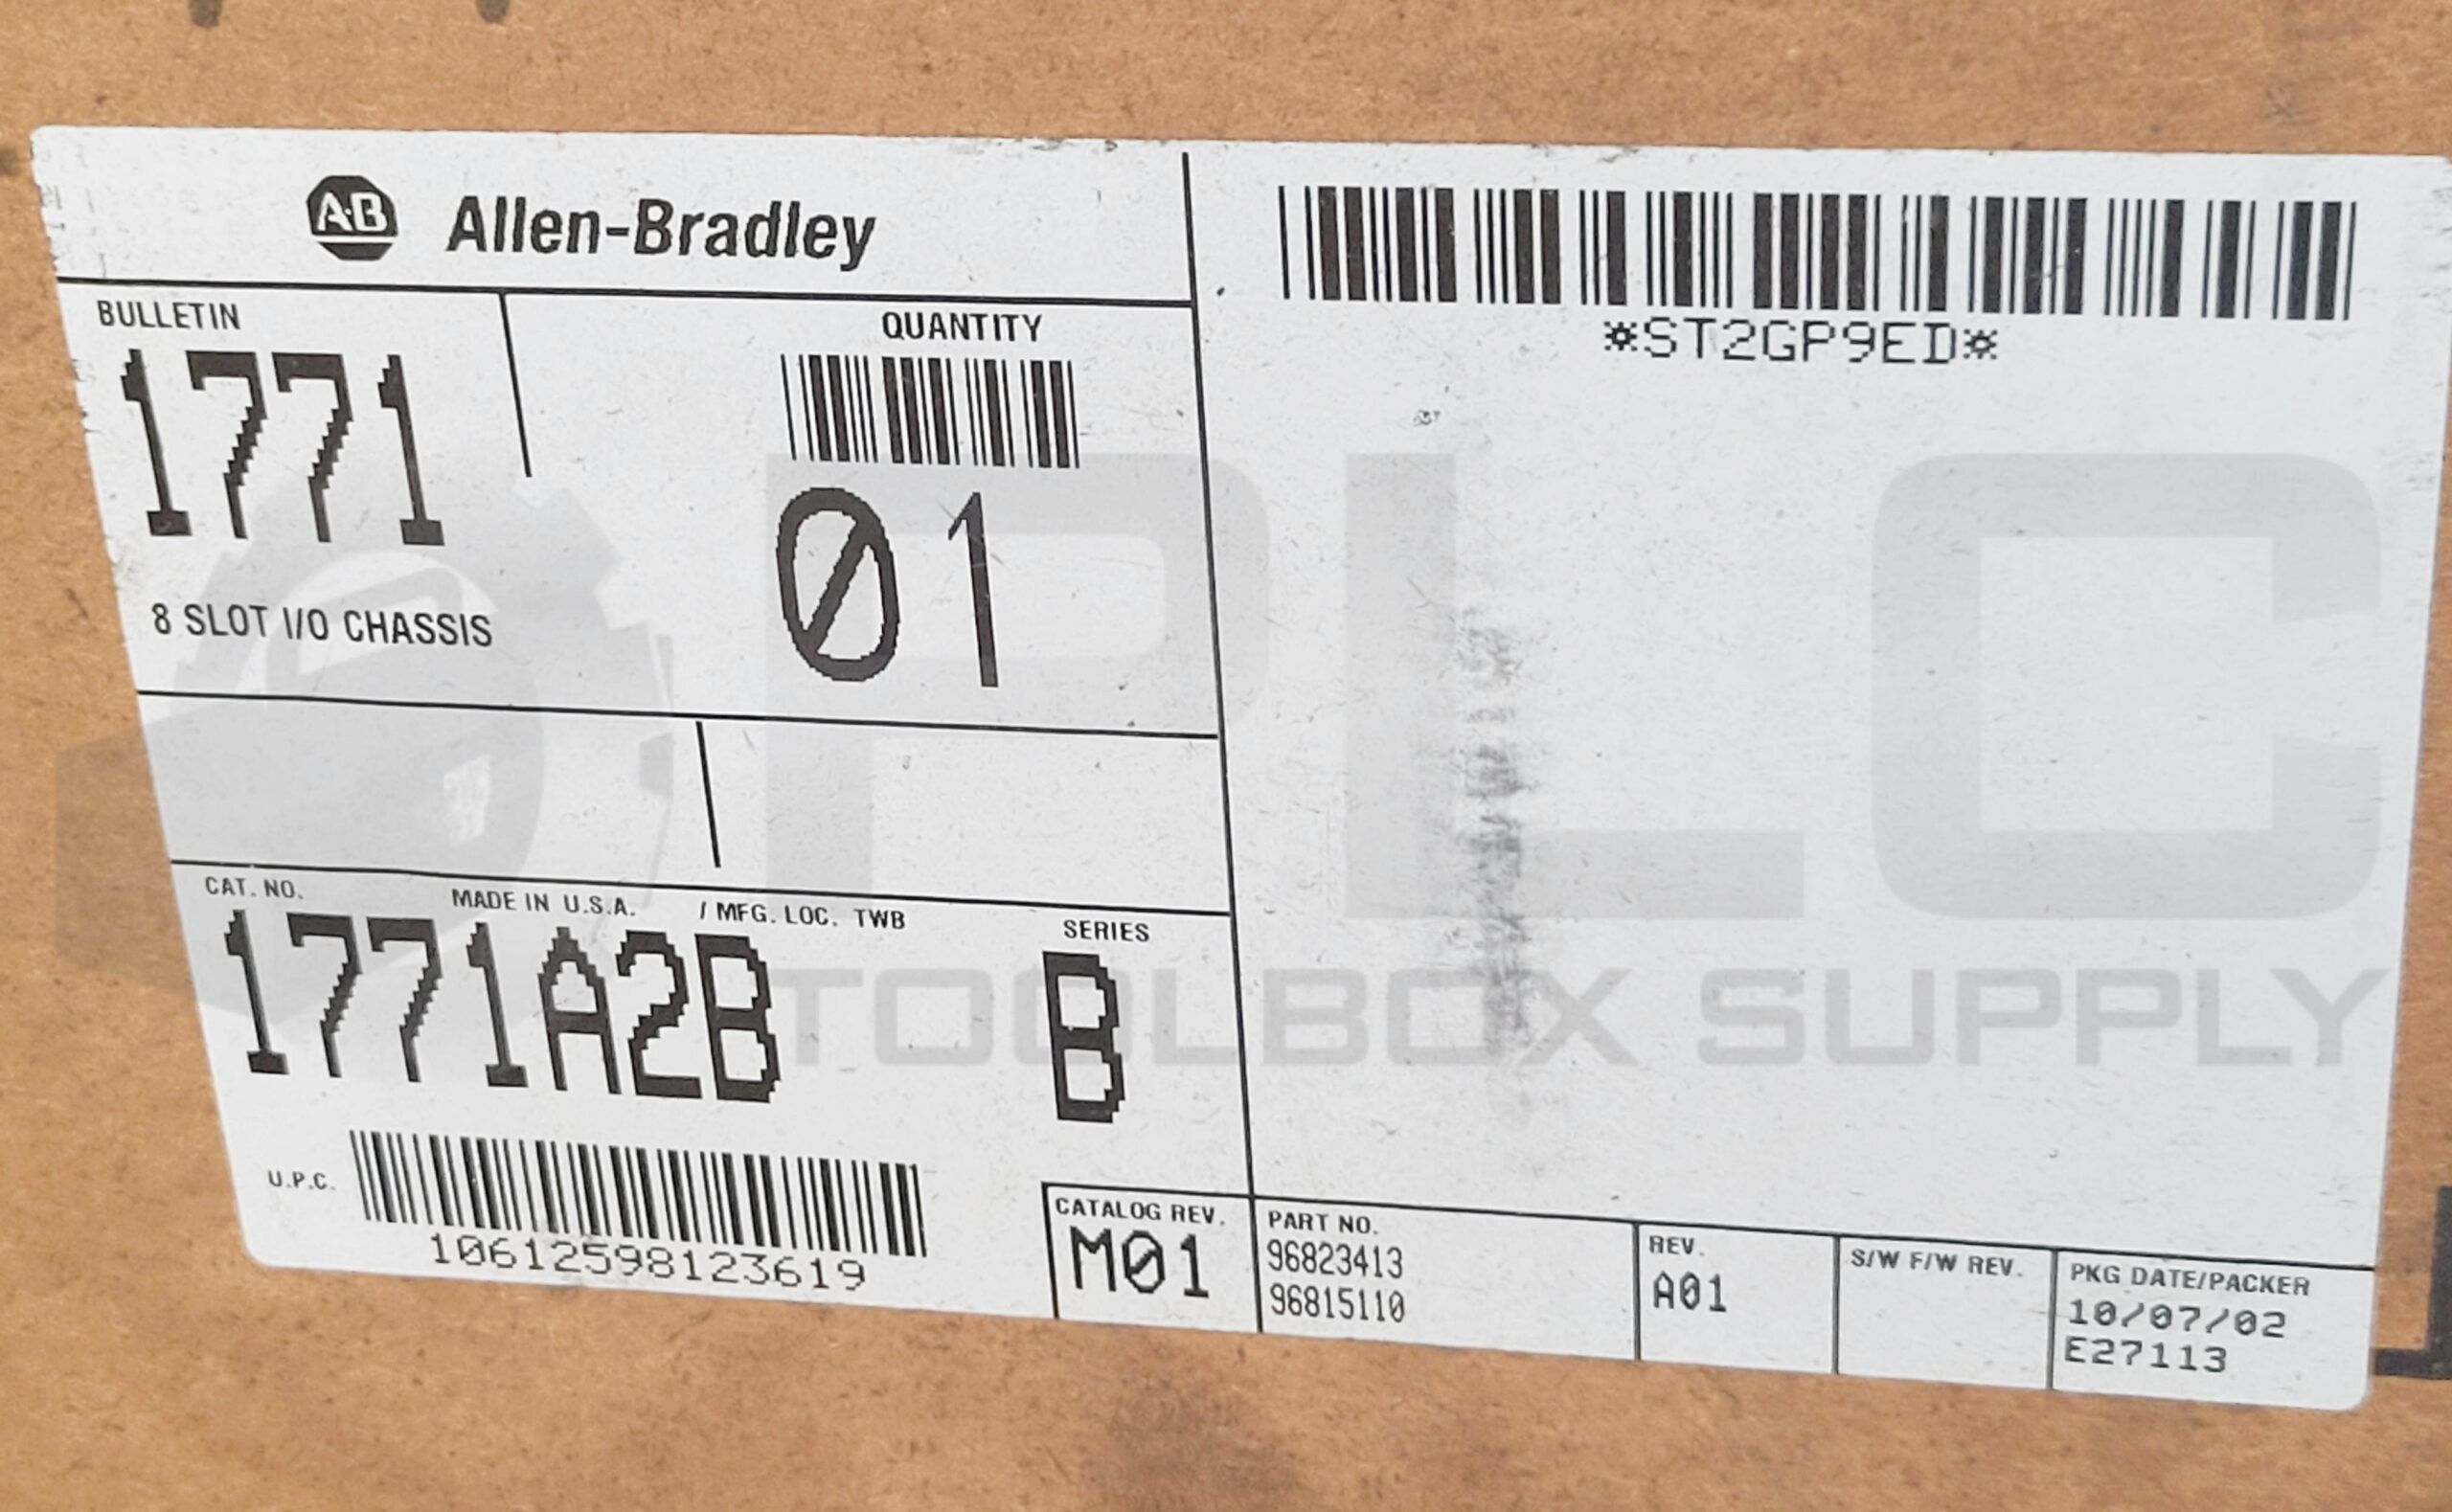 A-B Allen-Bradley
BULLETIN
1771
8 SLOT I/O CHASSIS
QUANTITY
01
*ST2GP9ED*
CAT. NO. MADE IN U.S.A. / MFG. LOC. TWB
1771A2B
SERIES
B
U.P.C.
10612598123619
CATALOG REV.
M01
PART NO.
96823413
96815110
REV.
A01
S/W F/W REV.
PKG DATE/PACKER
10/07/02
E27113
PLC
TOOLBOX SUPPLY